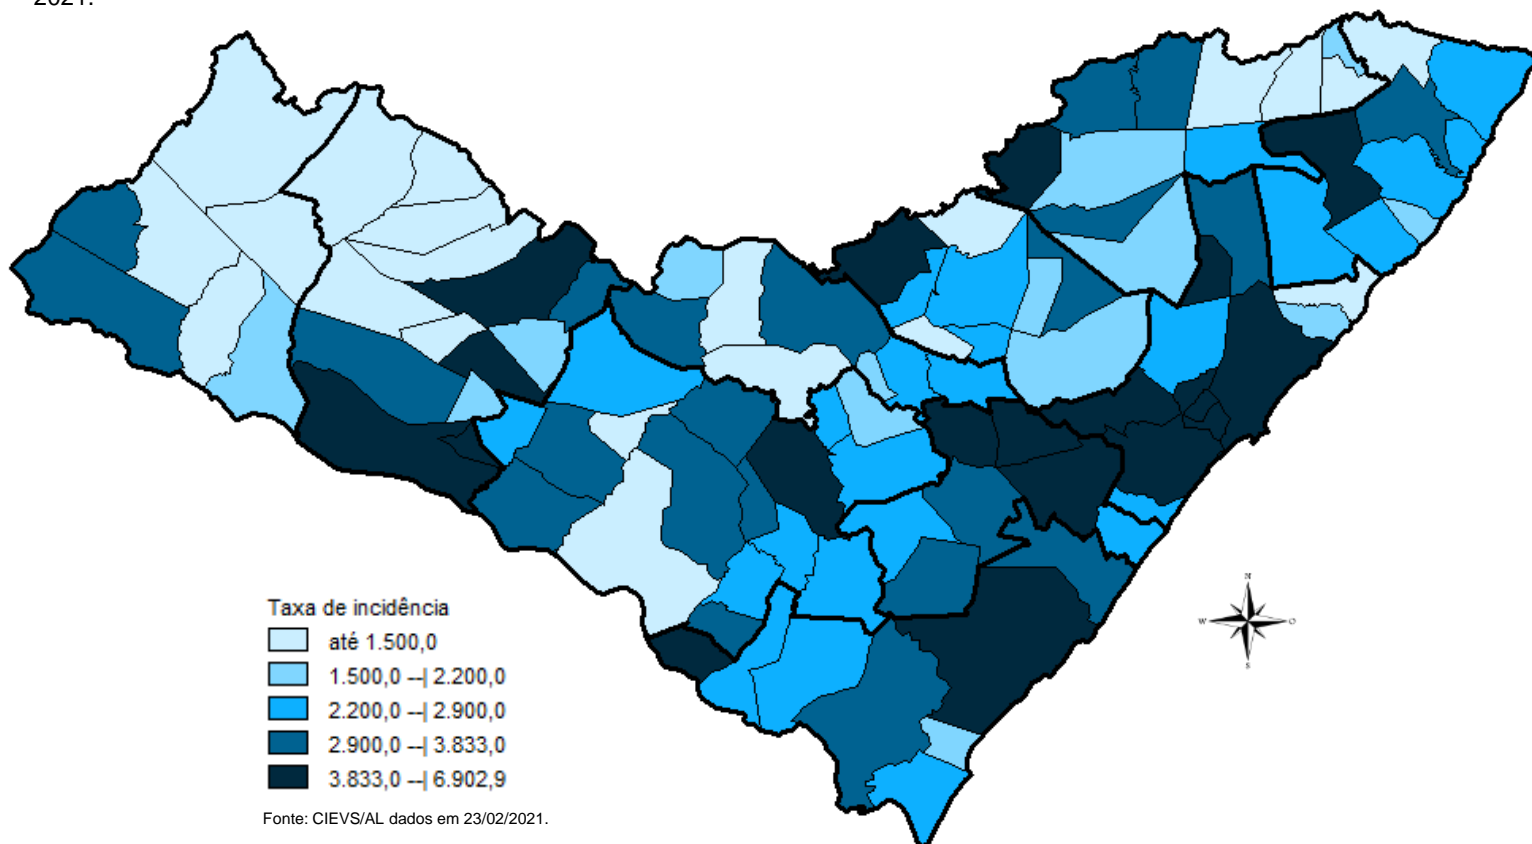 2021.
N
W
O
S
Taxa de incidência
até 1.500,0
1.500,0 --| 2.200,0
2.200,0 --| 2.900,0
2.900,0 --| 3.833,0
3.833,0 --| 6.902,9
Fonte: CIEVS/AL dados em 23/02/2021.